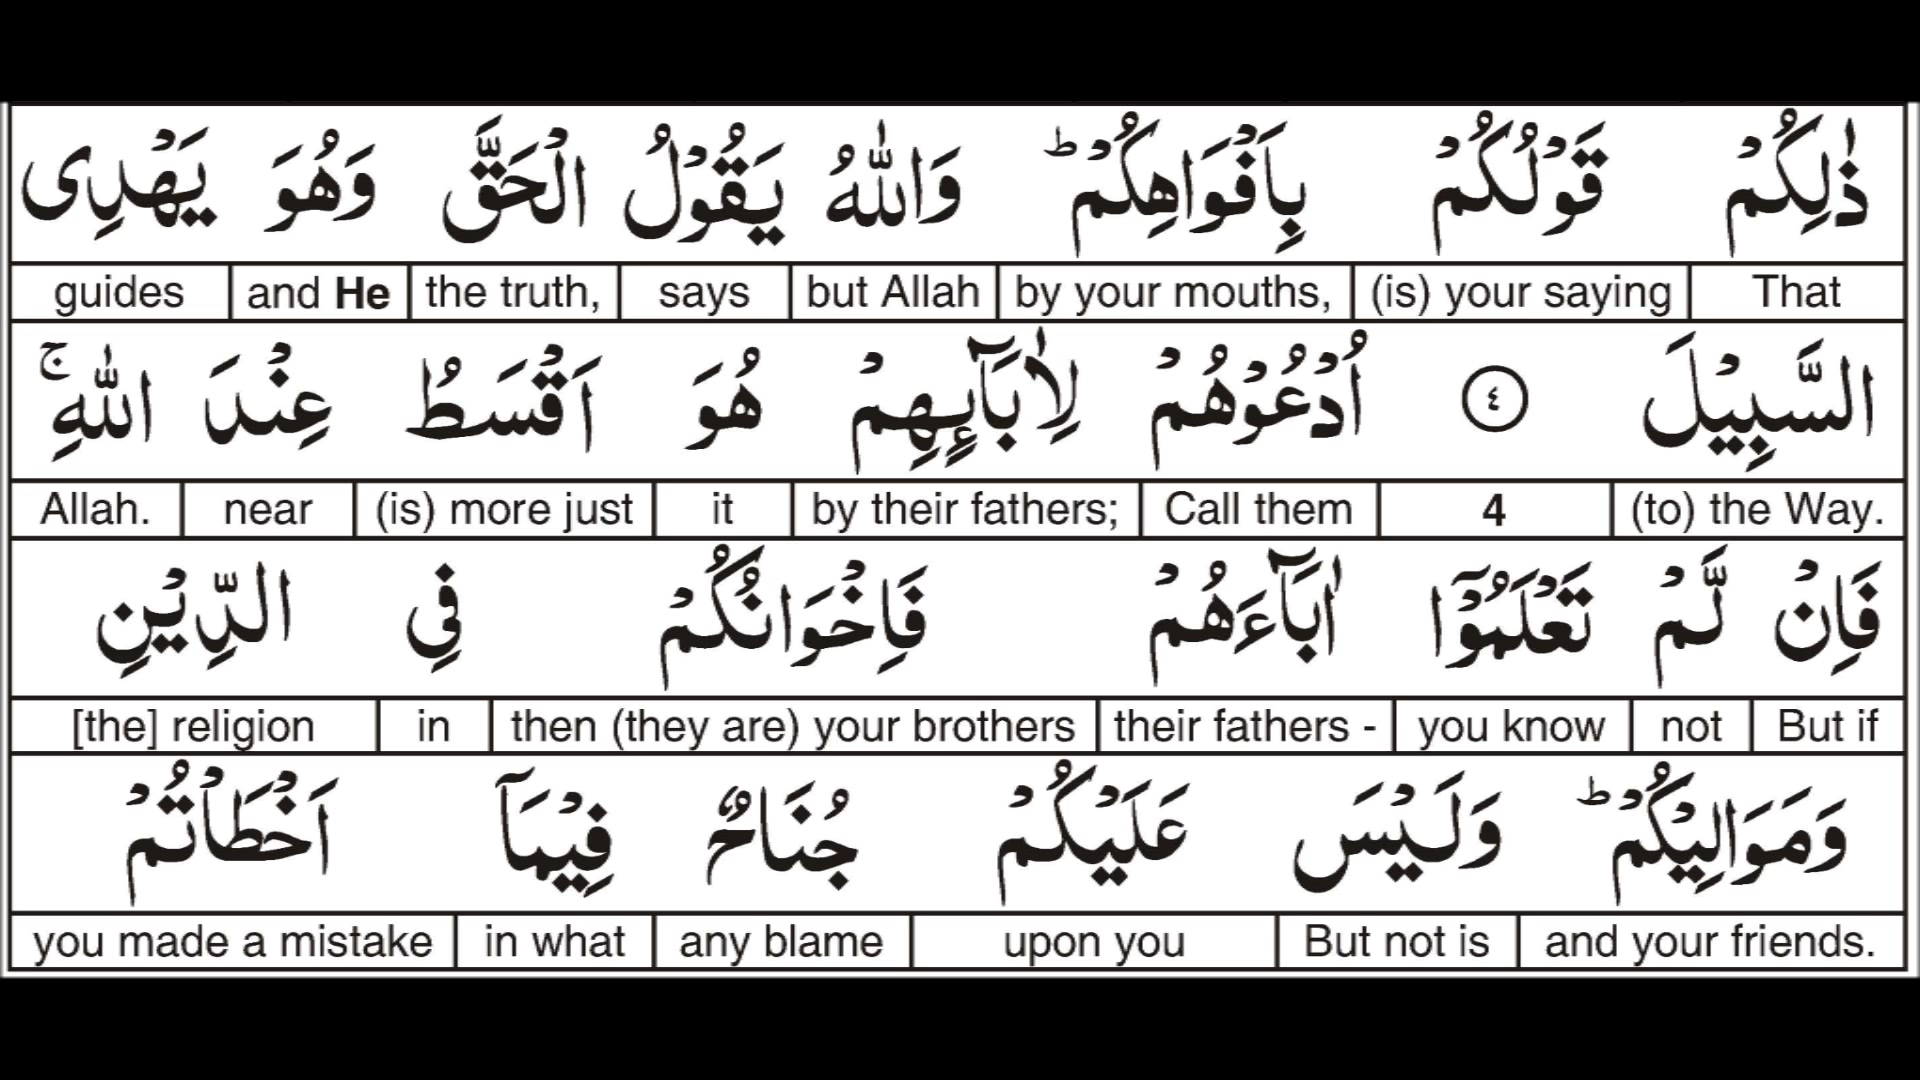 ذٰلِكُمۡ قَوۡلُكُمۡ بِاَفۡوَاهِكُمۡ‌ؕ وَاللّٰهُ يَقُوۡلُ الۡحَقَّ وَهُوَ يَهۡدِى
guides and He the truth, says but Allah by your mouths, (is) your saying That
السَّبِيۡلَ ٤ اُدۡعُوۡهُمۡ لِاٰبَآٮِٕهِمۡ هُوَ اَقۡسَطُ عِنۡدَ اللّٰهِ‌ۚ
Allah. near (is) more just it by their fathers; Call them 4 (to) the Way.
فَاِنۡ لَّمۡ تَعۡلَمُوۡۤا اٰبَآءَهُمۡ فَاِخۡوَانُكُمۡ فِى الدِّيۡنِ
[the] religion in then (they are) your brothers their fathers - you know not But if
وَمَوَالِيۡكُمۡ‌ؕ وَلَيۡسَ عَلَيۡكُمۡ جُنَاحٌ فِيۡمَاۤ اَخۡطَاۡتُمۡ
you made a mistake in what any blame upon you But not is and your friends.